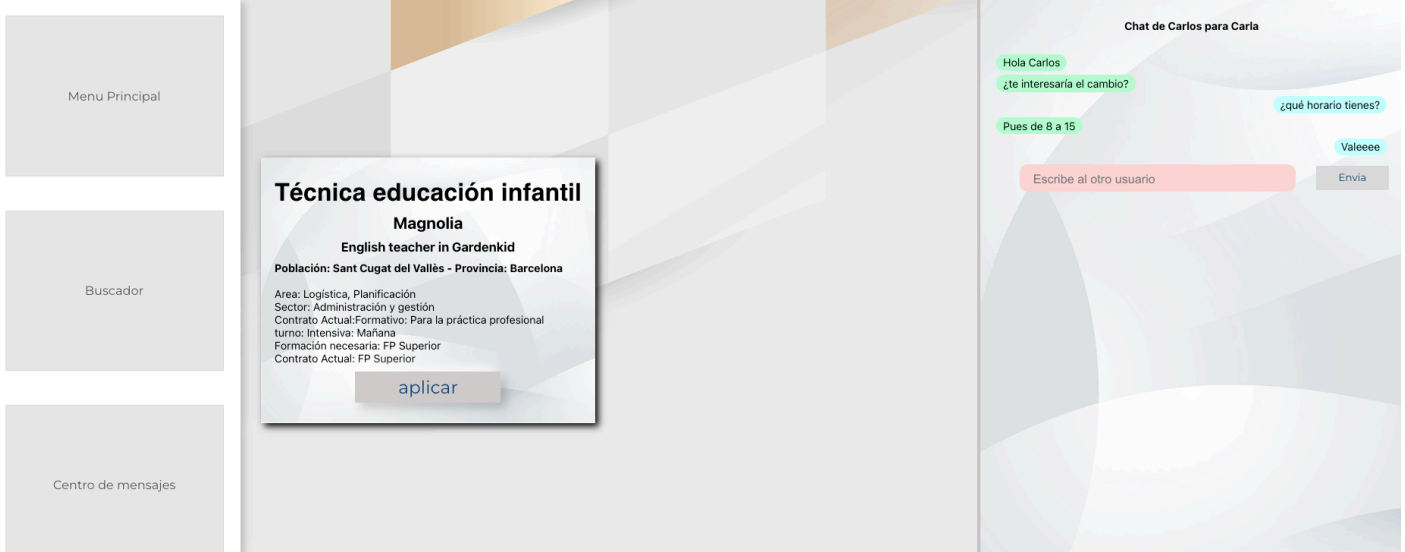 Menu Principal
Buscador
Centro de mensajes
Técnica educación infantil
Magnolia
English teacher in Gardenkid
Población: Sant Cugat del Vallès - Provincia: Barcelona
Area: Logística, Planificación
Sector: Administración y gestión
Contrato Actual:Formativo: Para la práctica profesional
turno: Intensiva: Mañana
Formación necesaria: FP Superior
Contrato Actual: FP Superior
aplicar
Chat de Carlos para Carla
Hola Carlos
¿te interesaría el cambio?
¿qué horario tienes?
Pues de 8 a 15
Valeeee
Escribe al otro usuario
Envia